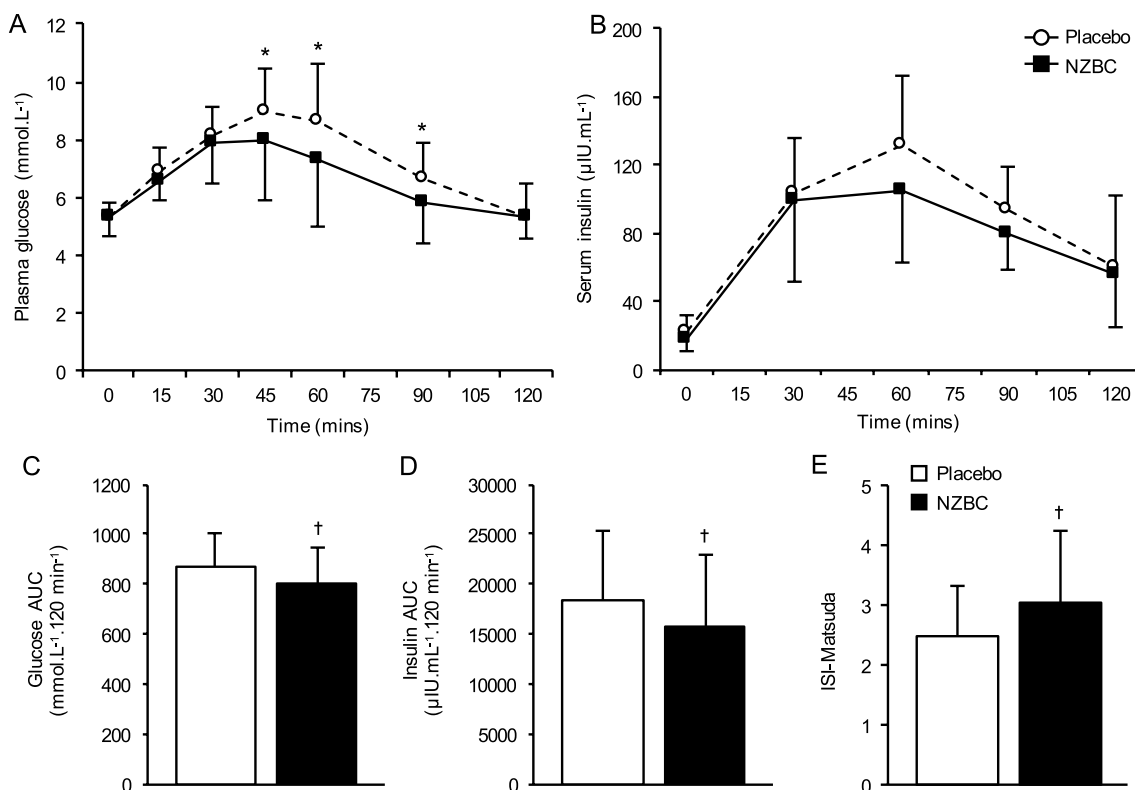 A
12
10
8
6
4
2
0
Plasma glucose (mmol.L⁻¹)
* * *
0 15 30 45 60 75 90 105 120
Time (mins)
B
200
160
120
80
40
0
Serum insulin (µIU.mL⁻¹)
Placebo
NZBC
0 15 30 45 60 75 90 105 120
Time (mins)
C
1200
1000
800
600
400
200
0
Glucose AUC
(mmol.L⁻¹.120 min⁻¹)
†
D
30000
25000
20000
15000
10000
5000
0
Insulin AUC
(µIU.mL⁻¹.120 min⁻¹)
†
E
Placebo
NZBC
5
4
3
2
1
0
ISI-Matsuda
†